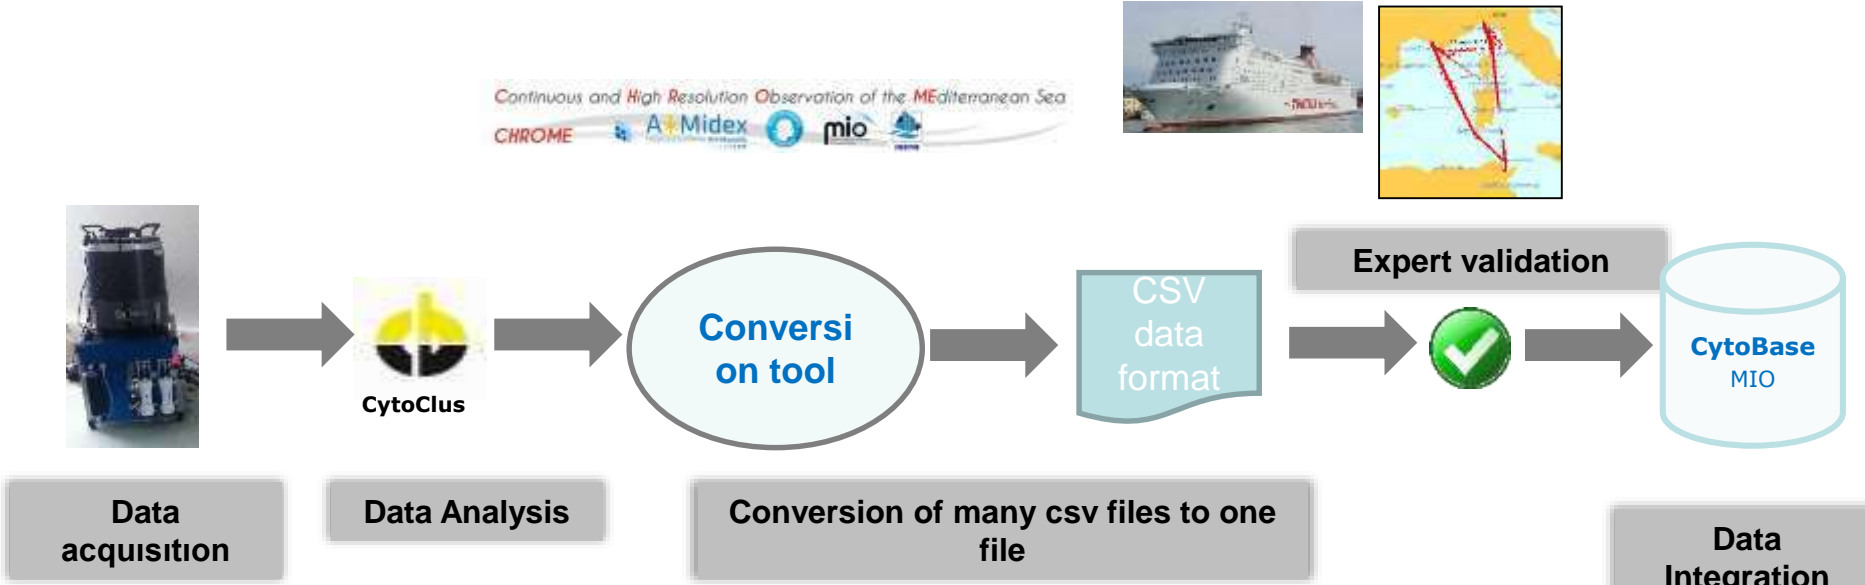 Continuous and High Resolution Observation of the MEditerranean Sea
CHROME
A*Midex
mio
Expert validation
Conversi
on tool
CSV
data
format
CytoBase
MIO
CytoClus
Data
acquisition
Data Analysis
Conversion of many csv files to one
file
Data
Integration